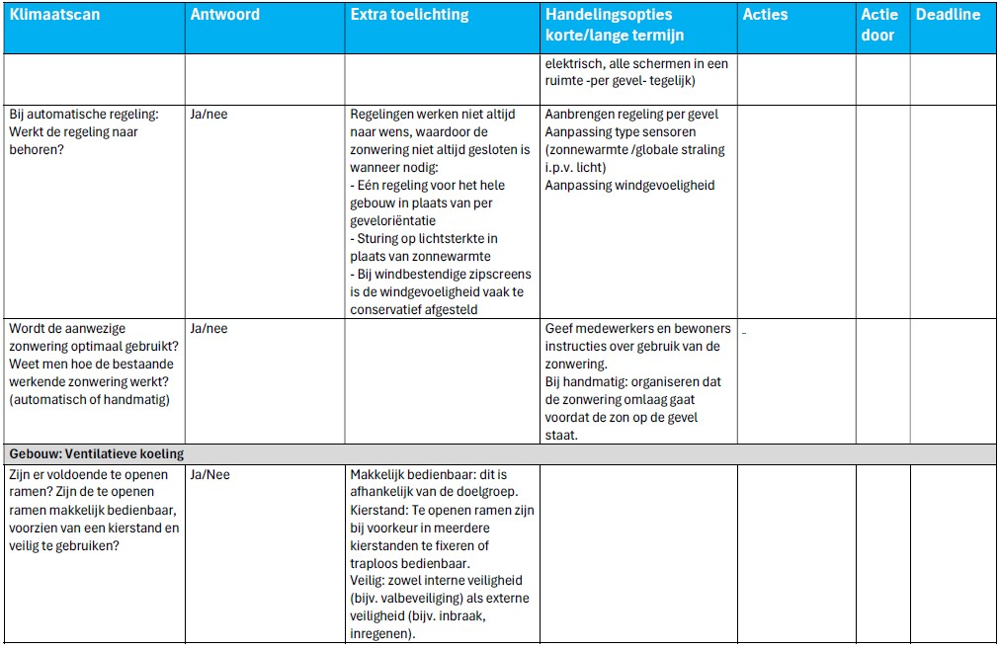 Klimaatscan
Antwoord
Extra toelichting
Handelingsopties
korte/lange termijn
Acties
Actie
door
Deadline
elektrisch, alle schermen in een
ruimte -per gevel- tegelijk)
Bij automatische regeling:
Werkt de regeling naar
behoren?
Ja/nee
Regelingen werken niet altijd
naar wens, waardoor de
zonwering niet altijd gesloten is
wanneer nodig:
- Eén regeling voor het hele
gebouw in plaats van per
geveloriëntatie
- Sturing op lichtsterkte in
plaats van zonnewarmte
- Bij windbestendige zipscreens
is de windgevoeligheid vaak te
conservatief afgesteld
Aanbrengen regeling per gevel
Aanpassing type sensoren
(zonnewarmte /globale straling
i.p.v. licht)
Aanpassing windgevoeligheid
Wordt de aanwezige
zonwering optimaal gebruikt?
Weet men hoe de bestaande
werkende zonwering werkt?
(automatisch of handmatig)
Ja/nee
Geef medewerkers en bewoners
instructies over gebruik van de
zonwering.
Bij handmatig: organiseren dat
de zonwering omlaag gaat
voordat de zon op de gevel
staat.
-
Gebouw: Ventilatieve koeling
Zijn er voldoende te openen
ramen? Zijn de te openen
ramen makkelijk bedienbaar,
voorzien van een kierstand en
veilig te gebruiken?
Ja/Nee
Makkelijk bedienbaar: dit is
afhankelijk van de doelgroep.
Kierstand: Te openen ramen zijn
bij voorkeur in meerdere
kierstanden te fixeren of
traploos bedienbaar.
Veilig: zowel interne veiligheid
(bijv. valbeveiliging) als externe
veiligheid (bijv. inbraak,
inregenen).